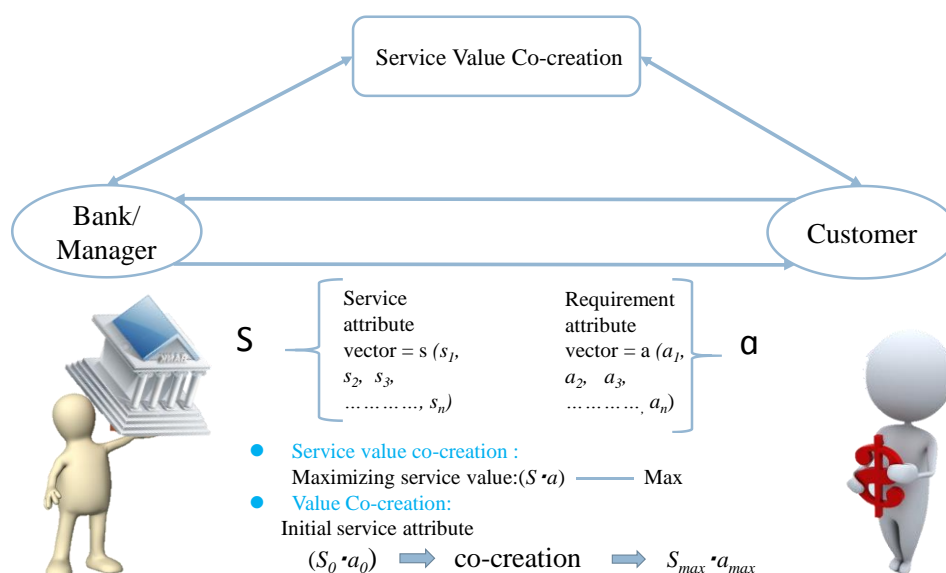 Service Value Co-creation
Bank/
Manager
Customer
S
Service
attribute
vector = s (s₁,
s₂, s₃,
…………, sₙ)
Requirement
attribute
vector = a (a₁,
a₂, a₃,
…………, aₙ)
a
● Service value co-creation :
Maximizing service value:(S·a) —— Max
● Value Co-creation:
Initial service attribute
(S₀·a₀) ➡ co-creation ➡ Sₘₐₓ·aₘₐₓ